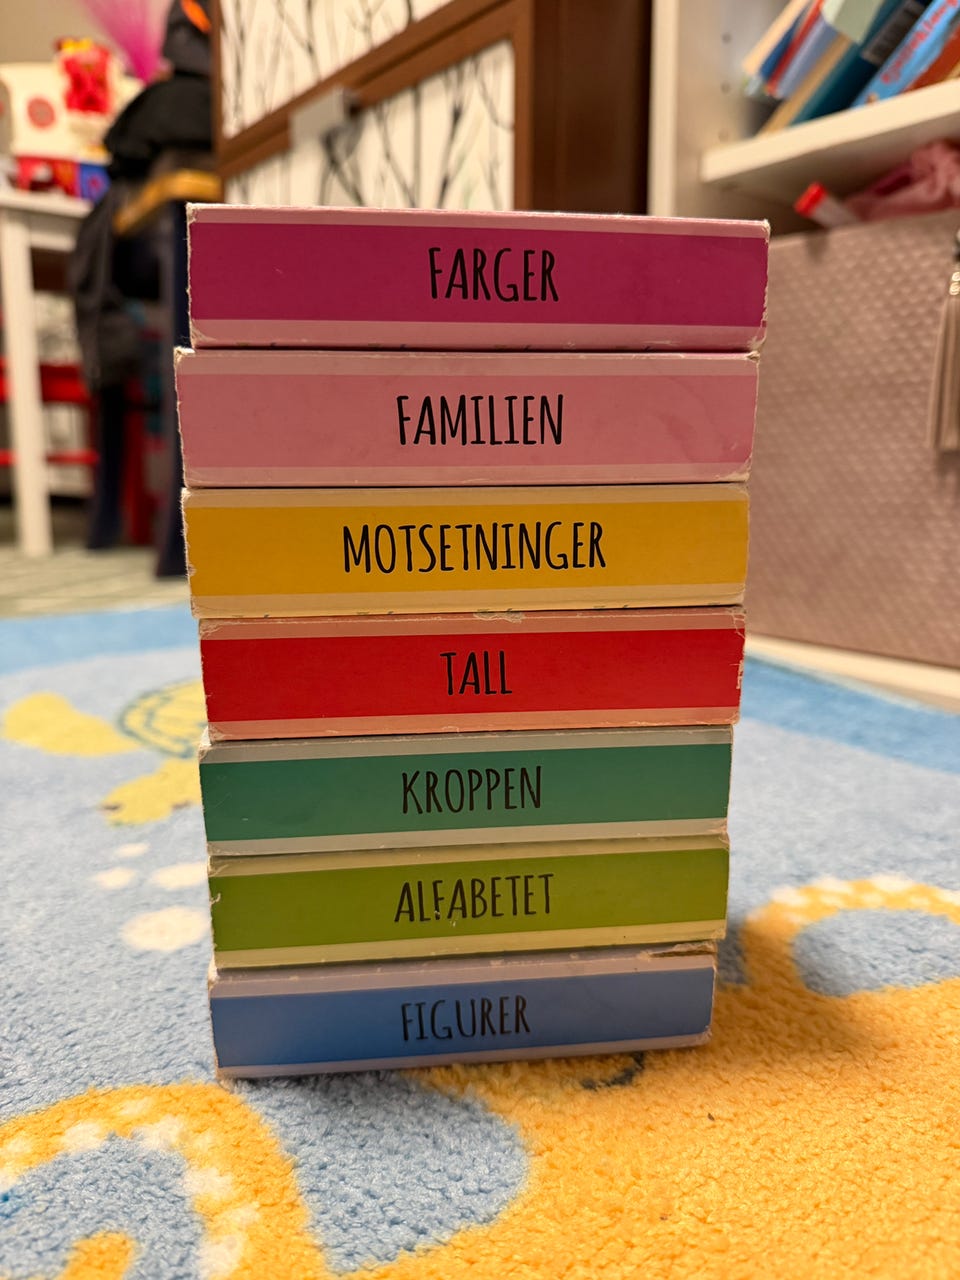 FARGER
FAMILIEN
MOTSETNINGER
TALL
KROPPEN
ALFABETET
FIGURER